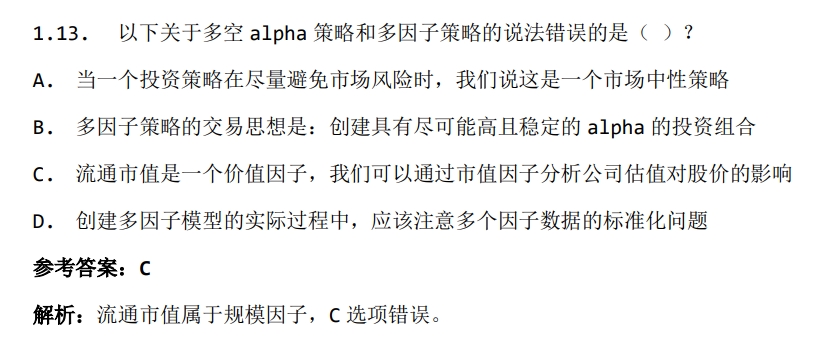 1.13. 以下关于多空 alpha 策略和多因子策略的说法错误的是（ ）？
A. 当一个投资策略在尽量避免市场风险时，我们说这是一个市场中性策略
B. 多因子策略的交易思想是：创建具有尽可能高且稳定的 alpha 的投资组合
C. 流通市值是一个价值因子，我们可以通过市值因子分析公司估值对股价的影响
D. 创建多因子模型的实际过程中，应该注意多个因子数据的标准化问题
参考答案：C
解析：流通市值属于规模因子，C 选项错误。